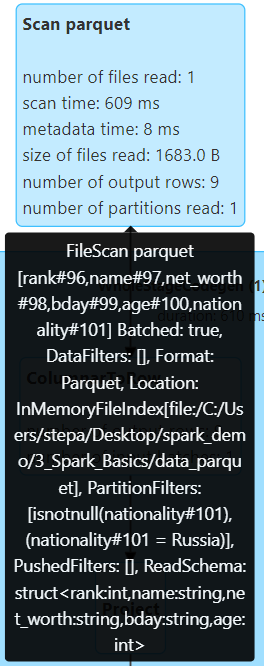 Scan parquet
number of files read: 1
scan time: 609 ms
metadata time: 8 ms
size of files read: 1683.0 B
number of output rows: 9
number of partitions read: 1
FileScan parquet
[rank#96,name#97,net_worth
#98,bday#99,age#100,nation
ality#101] Batched: true,
DataFilters: [], Format:
Parquet, Location:
InMemoryFileIndex[file:/C:/Us
ers/stepa/Desktop/spark_dem
o/3_Spark_Basics/data_parqu
et], PartitionFilters:
[isnotnull(nationality#101),
(nationality#101 = Russia)],
PushedFilters: [], ReadSchema:
struct<rank:int,name:string,ne
t_worth:string,bday:string,age:
int>
(1)
Project